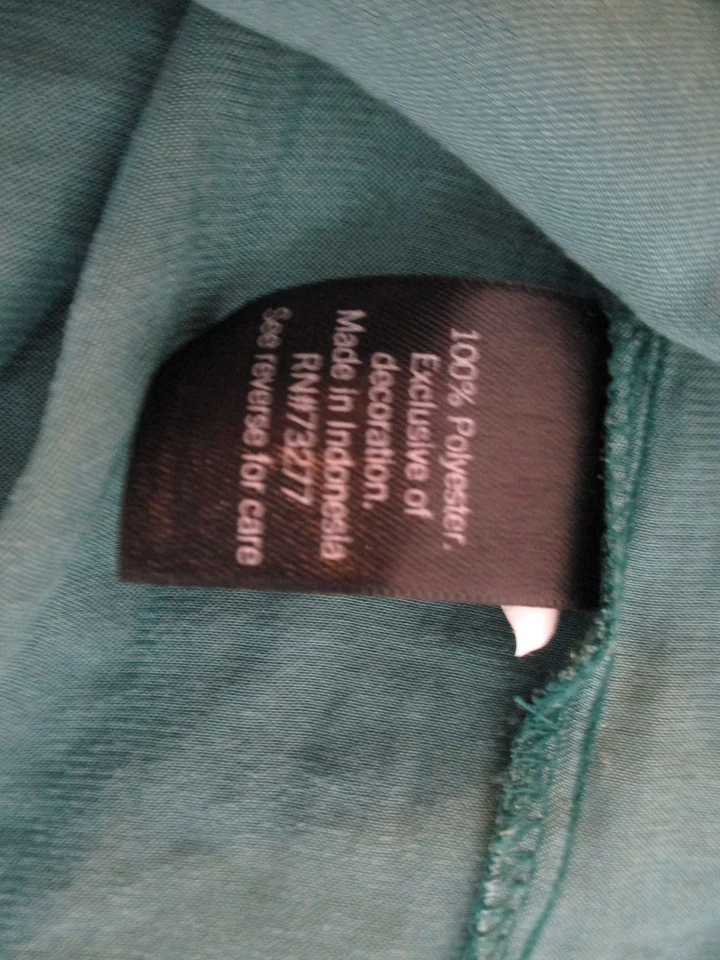 100% Polyester.
Exclusive of
decoration.
Made in Indonesia
RN#73277
See reverse for care